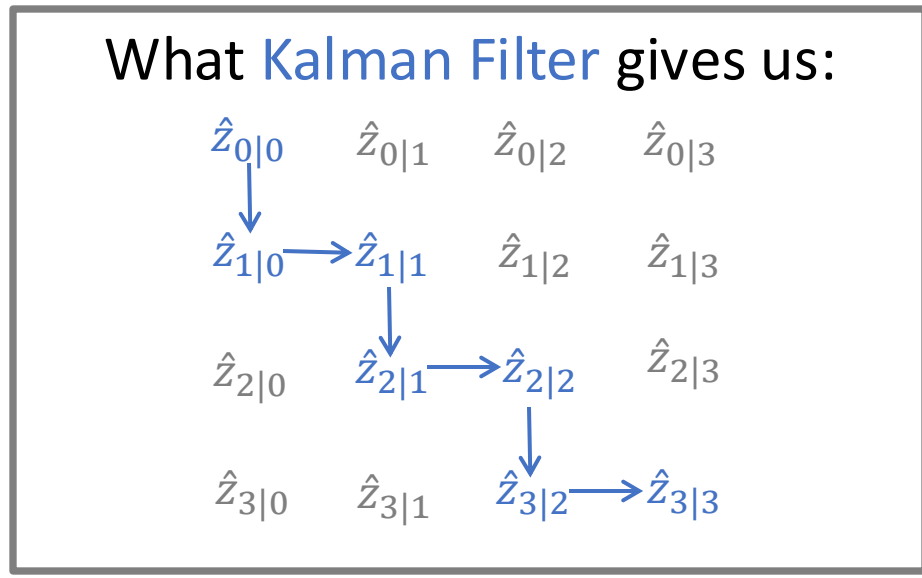 What Kalman Filter gives us:
ẑ₀|₀ ẑ₀|₁ ẑ₀|₂ ẑ₀|₃
ẑ₁|₀ ẑ₁|₁ ẑ₁|₂ ẑ₁|₃
ẑ₂|₀ ẑ₂|₁ ẑ₂|₂ ẑ₂|₃
ẑ₃|₀ ẑ₃|₁ ẑ₃|₂ ẑ₃|₃